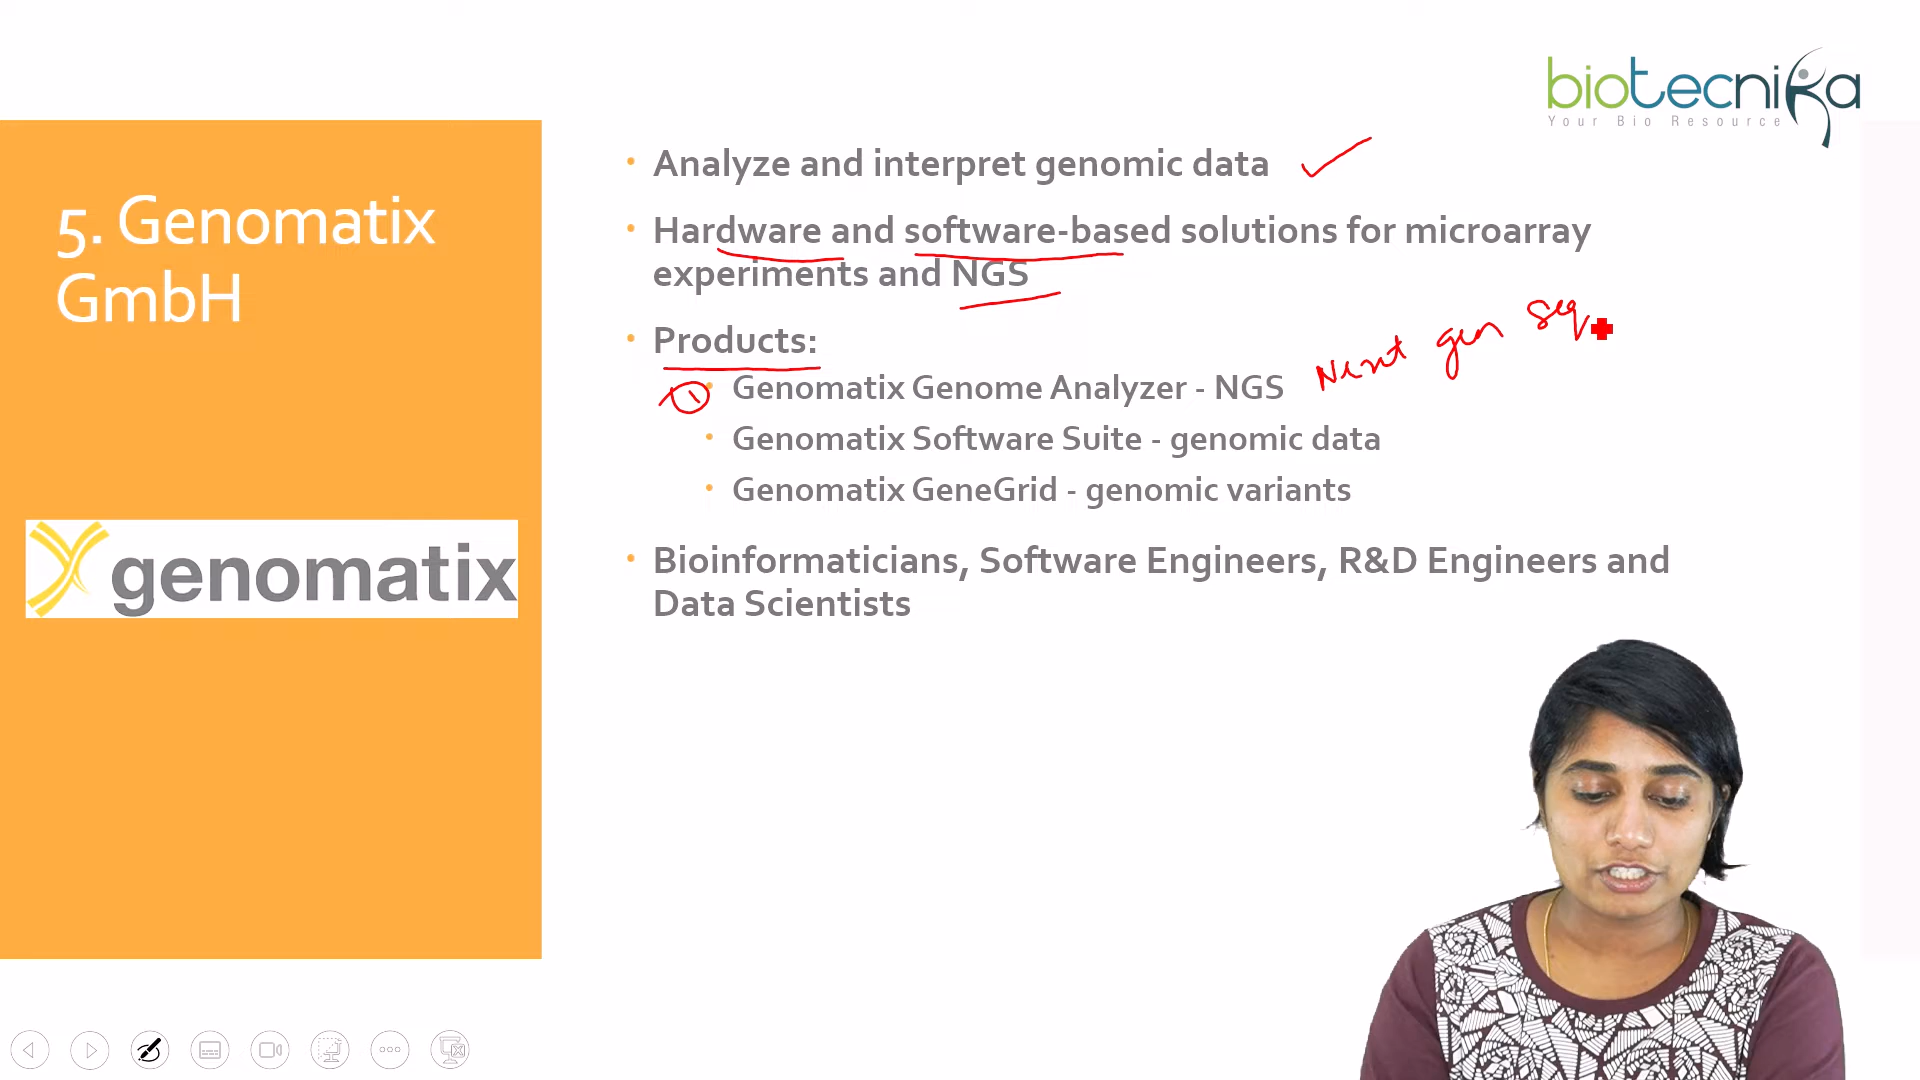 biotecnika
Your Bio Resource
5. Genomatix
GmbH
genomatix
• Analyze and interpret genomic data
• Hardware and software-based solutions for microarray
experiments and NGS
• Products:
1
• Genomatix Genome Analyzer - NGS
Next gen seq
• Genomatix Software Suite - genomic data
• Genomatix GeneGrid - genomic variants
• Bioinformaticians, Software Engineers, R&D Engineers and
Data Scientists